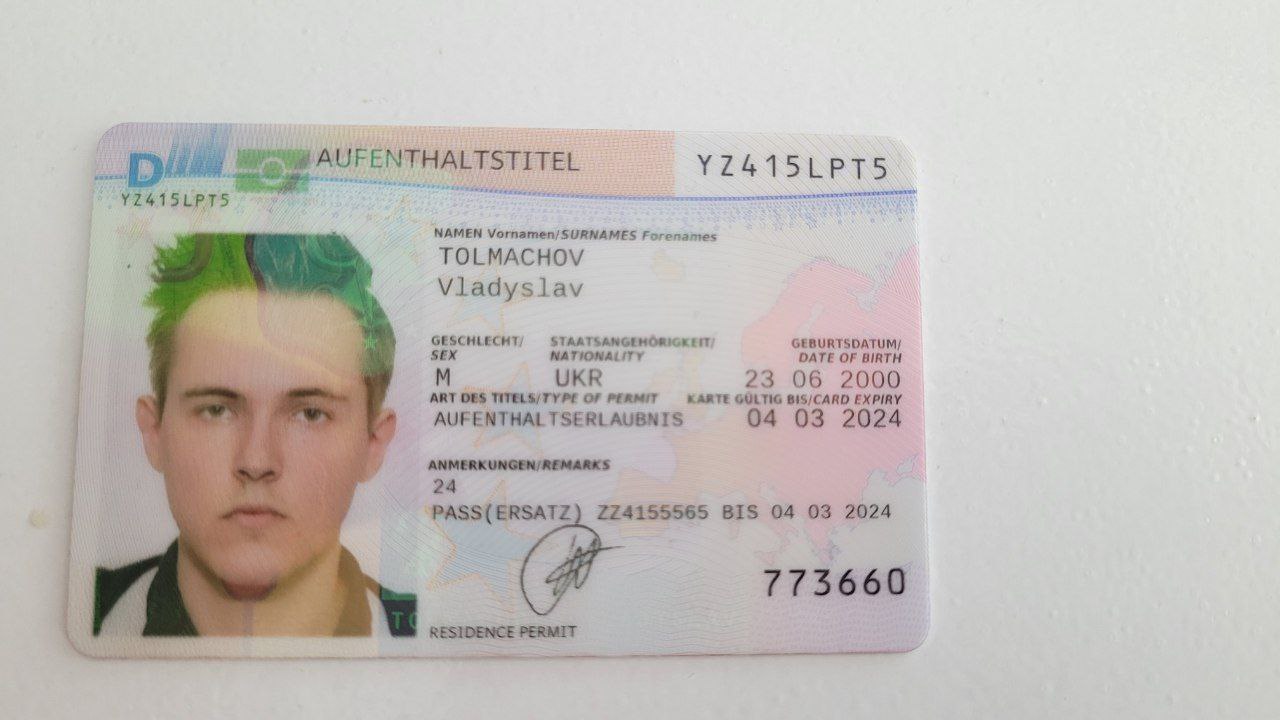 D
AUFENTHALTSTITEL
YZ415LPT5
YZ415LPT5
NAMEN Vornamen/SURNAMES Forenames
TOLMACHOV
Vladyslav
GESCHLECHT/ STAATSANGEHÖRIGKEIT/ GEBURTSDATUM/
SEX NATIONALITY DATE OF BIRTH
M UKR 23 06 2000
ART DES TITELS/TYPE OF PERMIT KARTE GÜLTIG BIS/CARD EXPIRY
AUFENTHALTSERLAUBNIS 04 03 2024
ANMERKUNGEN/REMARKS
24
PASS(ERSATZ) ZZ4155565 BIS 04 03 2024
773660
RESIDENCE PERMIT